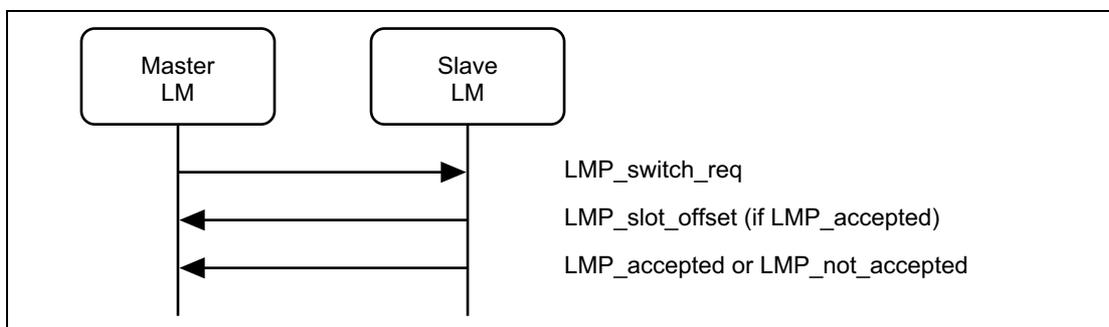 Master
LM
Slave
LM
LMP_switch_req
LMP_slot_offset (if LMP_accepted)
LMP_accepted or LMP_not_accepted